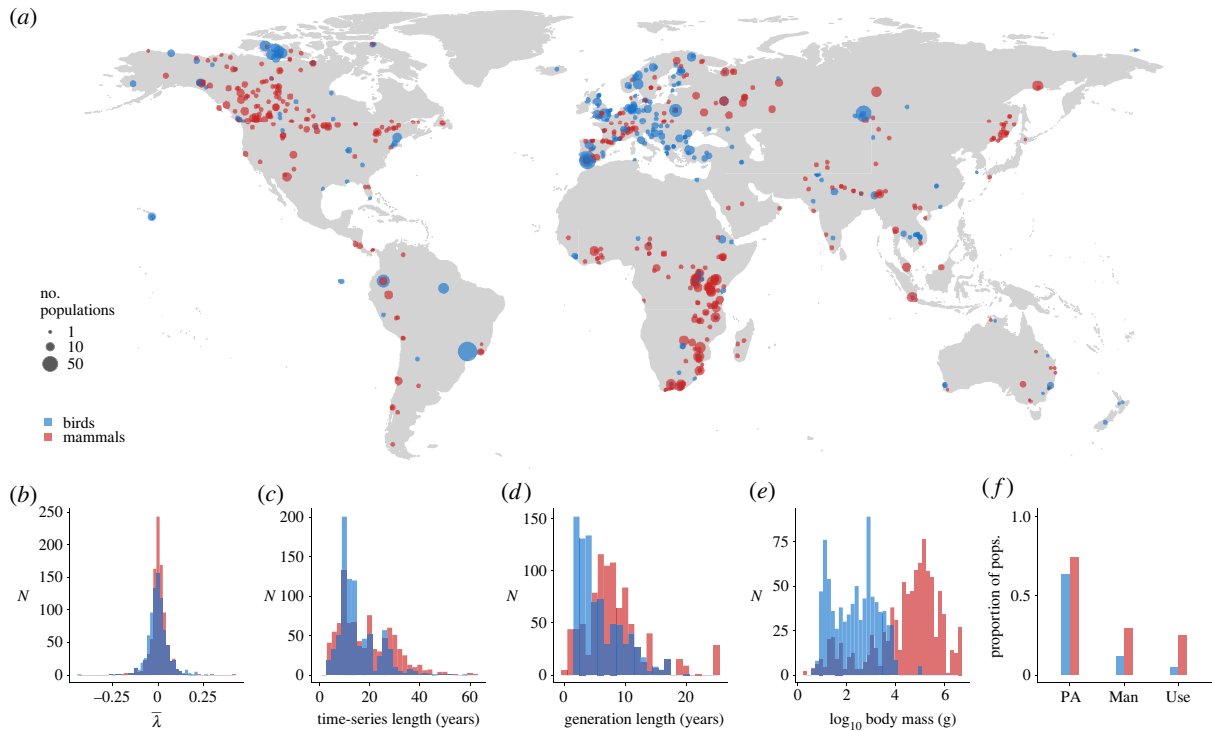 (a)
no.
populations
1
10
50
birds
mammals
(b)
250
200
150
N
100
50
0
−0.25 0 0.25
λ̅
(c)
200
150
N
100
50
0
0 20 40 60
time-series length (years)
(d)
150
100
N
50
0
0 10 20
generation length (years)
(e)
75
N
50
25
0
0 2 4 6
log₁₀ body mass (g)
(f)
1.0
proportion of pops.
0.5
0
PA Man Use